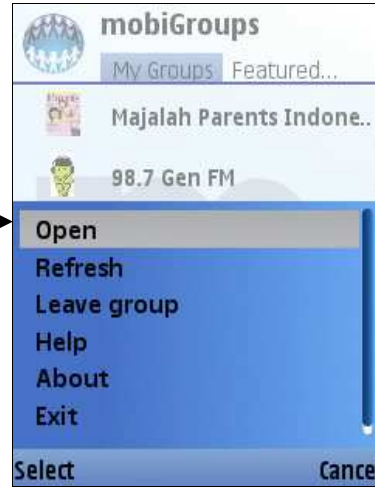 mobiGroups
My Groups Featured...
Majalah Parents Indone..
98.7 Gen FM
Open
Refresh
Leave group
Help
About
Exit
Select Cance